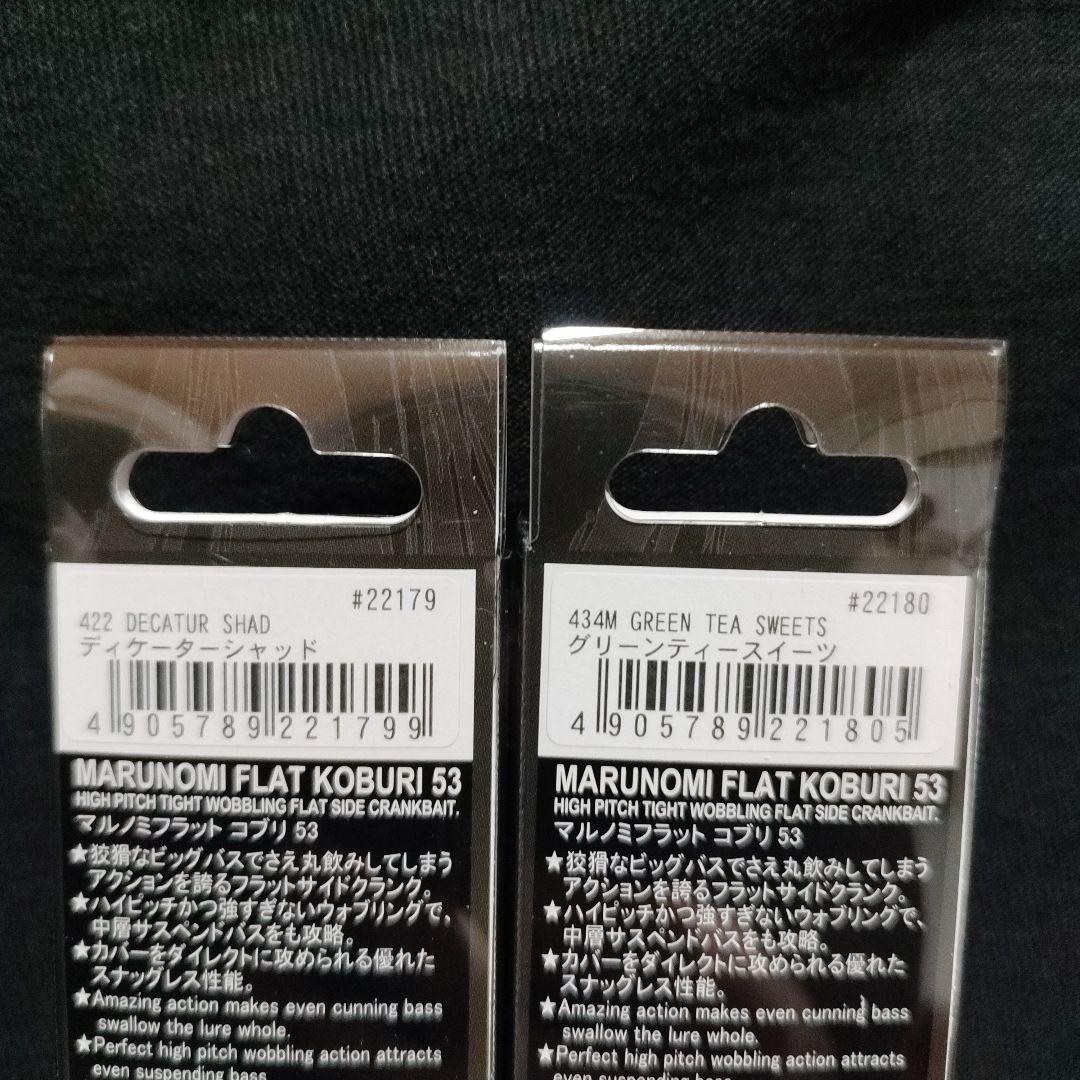 #22179
422 DECATUR SHAD
ディケーターシャッド
4 905789 221799
MARUNOMI FLAT KOBURI 53
HIGH PITCH TIGHT WOBBLING FLAT SIDE CRANKBAIT.
マルノミフラット コブリ 53
★狡猾なビッグバスでさえ丸飲みしてしまう
アクションを誇るフラットサイドクランク。
★ハイピッチかつ強すぎないウォブリングで、
中層サスペンドバスをも攻略。
★カバーをダイレクトに攻められる優れた
スナッグレス性能。
★Amazing action makes even cunning bass
swallow the lure whole.
★Perfect high pitch wobbling action attracts
even suspending bass
#22180
434M GREEN TEA SWEETS
グリーンティースイーツ
4 905789 221805
MARUNOMI FLAT KOBURI 53
HIGH PITCH TIGHT WOBBLING FLAT SIDE CRANKBAIT.
マルノミフラット コブリ 53
★狡猾なビッグバスでさえ丸飲みしてしまう
アクションを誇るフラットサイドクランク。
★ハイピッチかつ強すぎないウォブリングで、
中層サスペンドバスをも攻略。
★カバーをダイレクトに攻められる優れた
スナッグレス性能。
★Amazing action makes even cunning bass
swallow the lure whole.
★Perfect high pitch wobbling action attracts
even suspending bass